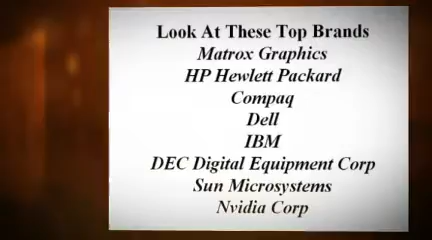 Look At These Top Brands
Matrox Graphics
HP Hewlett Packard
Compaq
Dell
IBM
DEC Digital Equipment Corp
Sun Microsystems
Nvidia Corp